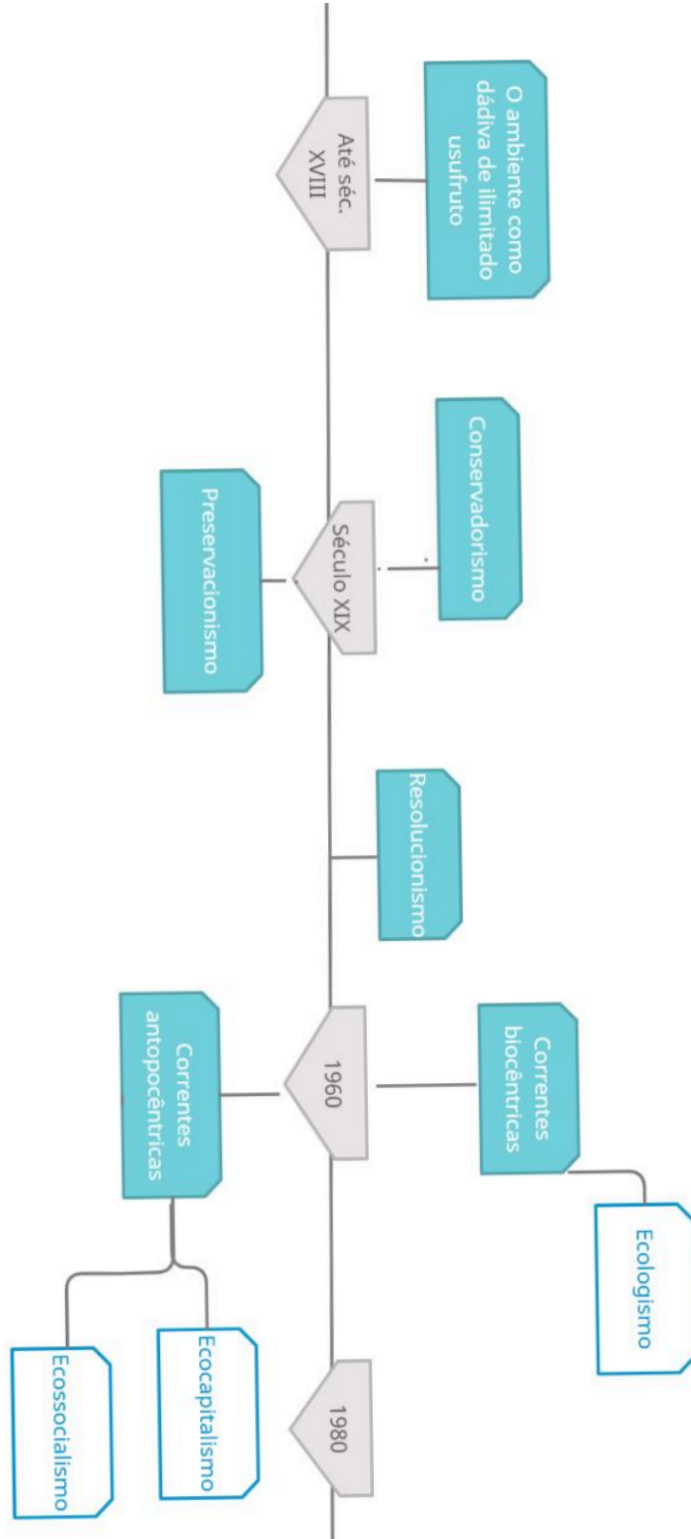 O ambiente como
dádiva de ilimitado
usufruto
Até séc.
XVIII
Conservadorismo
Século XIX
Preservacionismo
Resolucionismo
Correntes
biocêntricas
Ecologismo
1960
Correntes
antopocêntricas
Ecocapitalismo
Ecossocialismo
1980